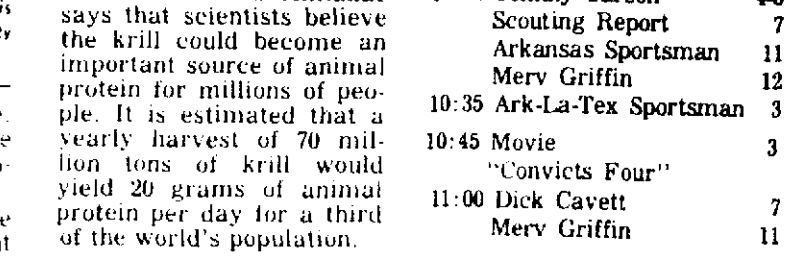 says that scientists believe
the krill could become an
important source of animal
protein for millions of peo-
ple. It is estimated that a
yearly harvest of 70 mil-
lion tons of krill would
yield 20 grams of animal
protein per day for a third
of the world's population.
Scouting Report 7
Arkansas Sportsman 11
Merv Griffin 12
10:35 Ark-La-Tex Sportsman 3
10:45 Movie 3
"Convicts Four"
11:00 Dick Cavett 7
Merv Griffin 11